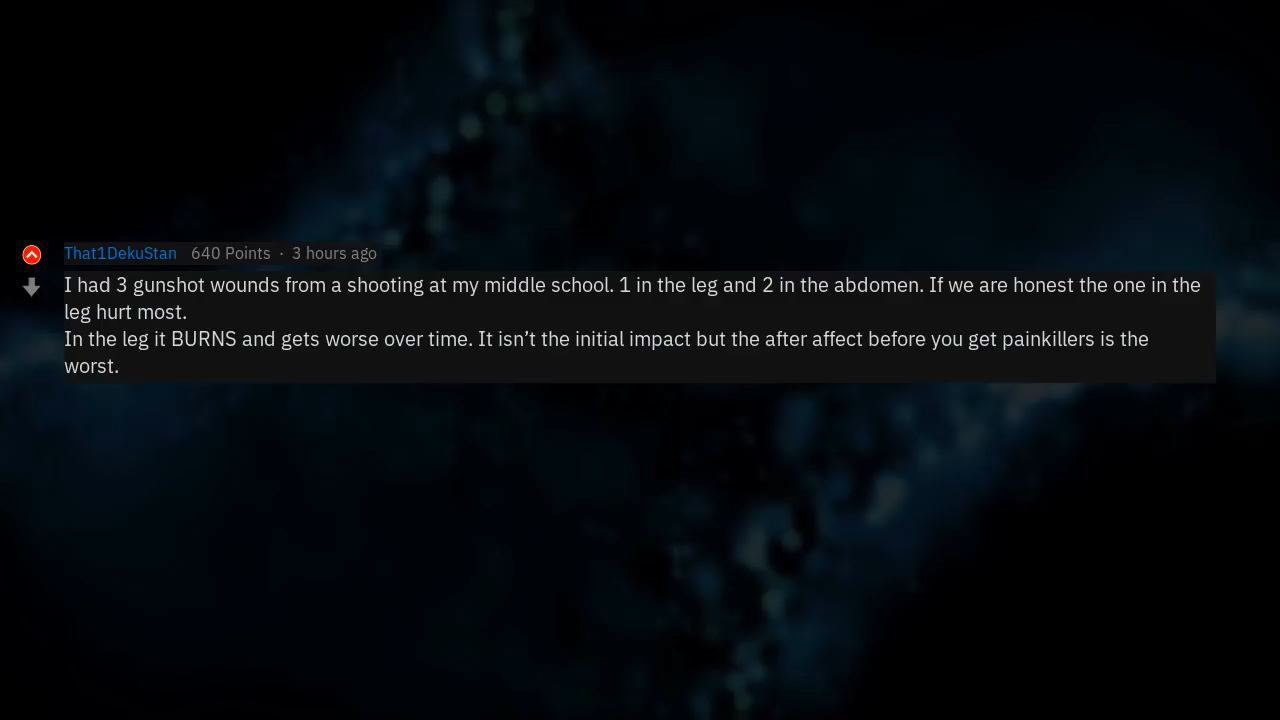 That1DekuStan 640 Points · 3 hours ago
I had 3 gunshot wounds from a shooting at my middle school. 1 in the leg and 2 in the abdomen. If we are honest the one in the
leg hurt most.
In the leg it BURNS and gets worse over time. It isn’t the initial impact but the after affect before you get painkillers is the
worst.